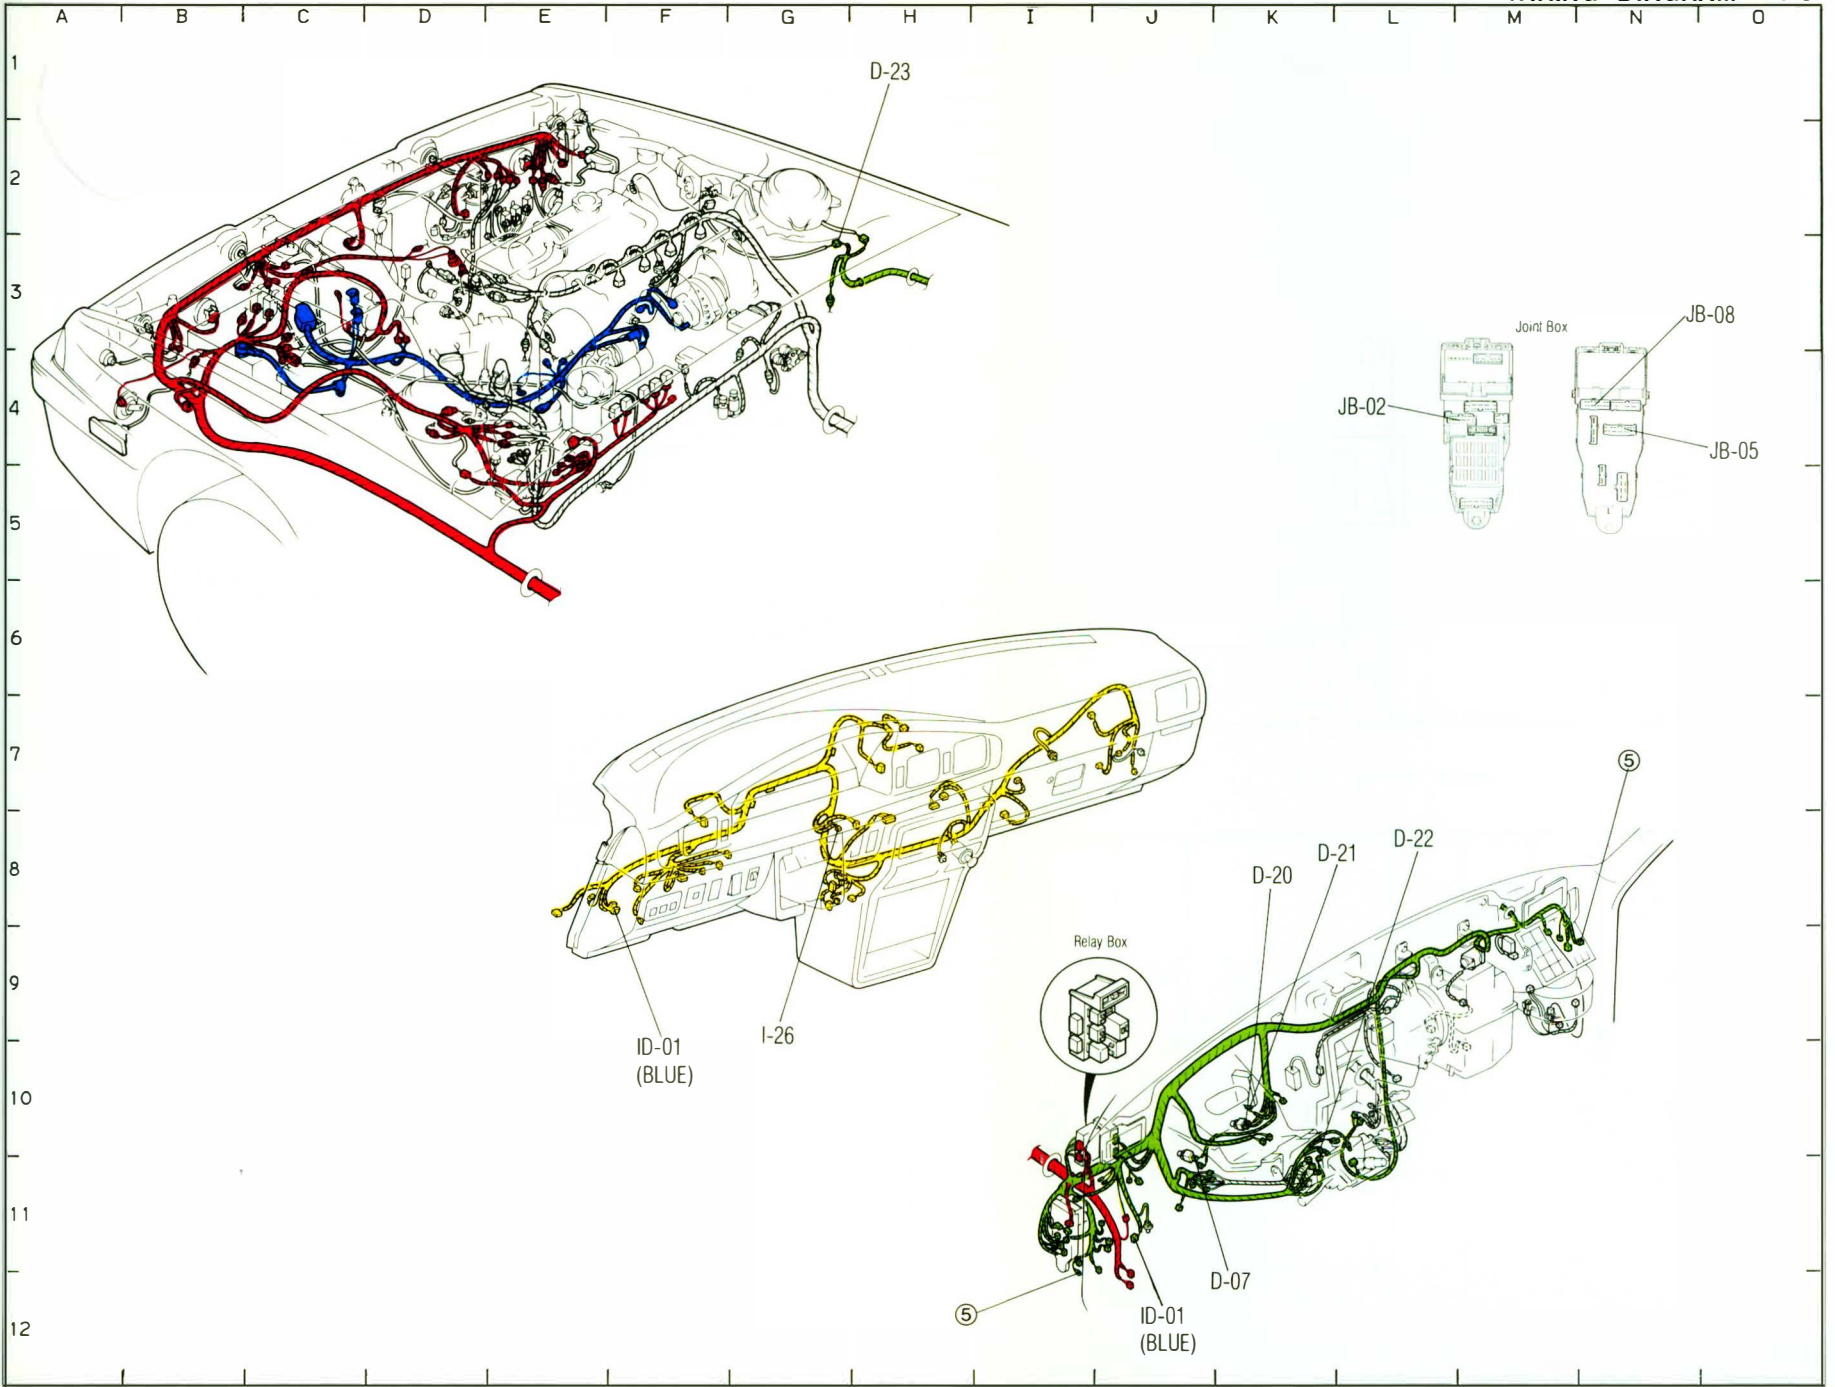 A B C D E F G H I J K L M N O
1
D-23
2
3
JB-08
Joint Box
4
JB-02
JB-05
5
6
7
⑤
8
D-22
D-21
D-20
Relay Box
9
I-26
ID-01
(BLUE)
10
11
D-07
⑤
ID-01
(BLUE)
12